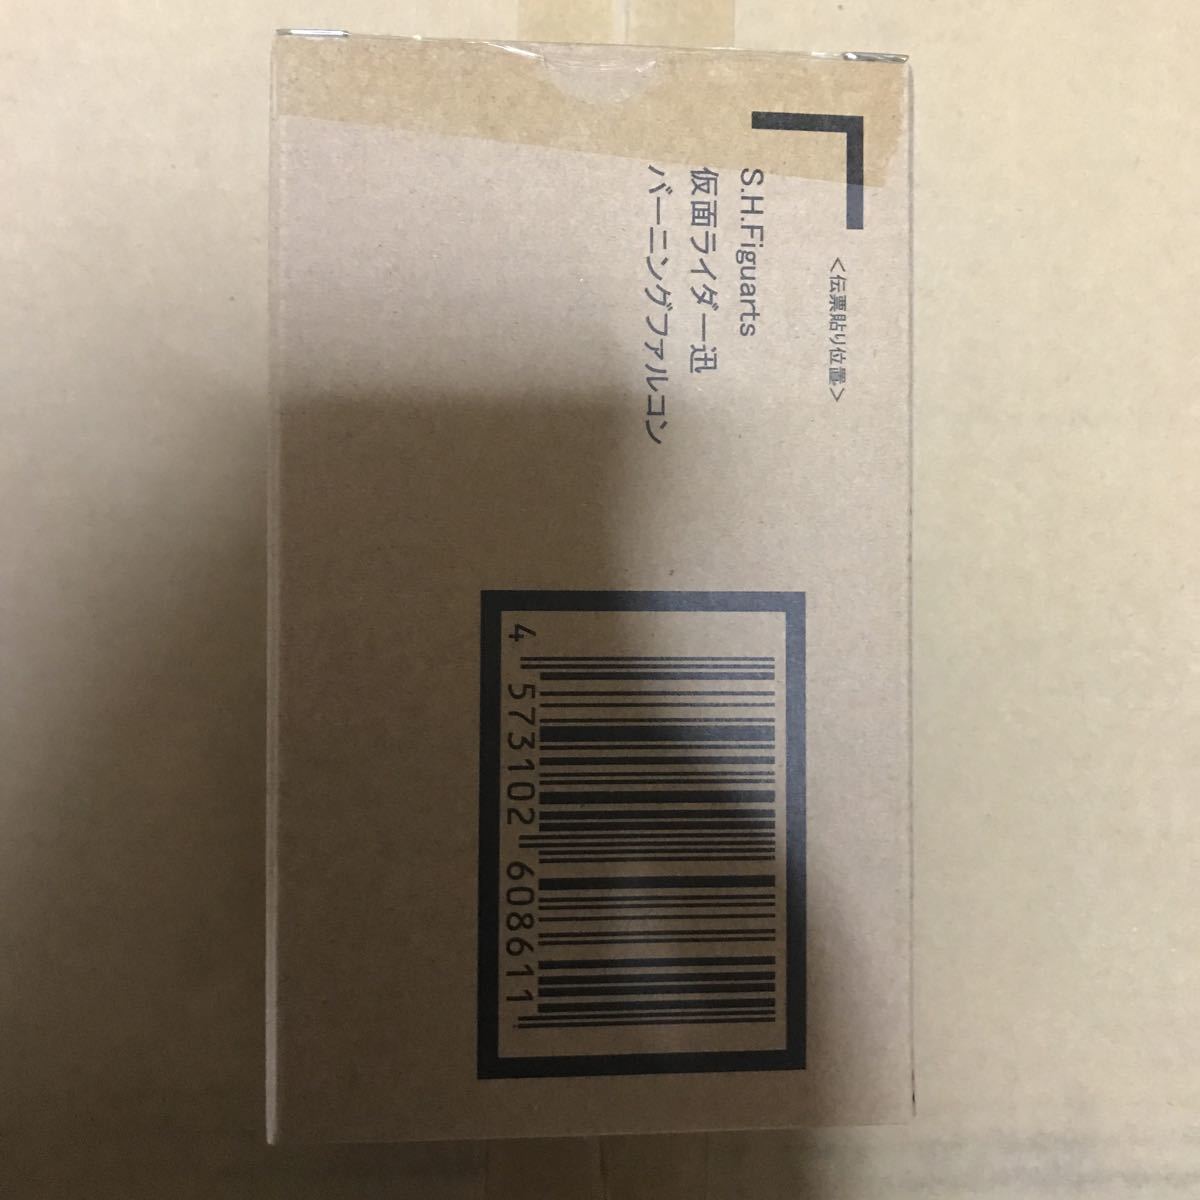 <伝票貼り位置>
S.H.Figuarts
仮面ライダー迅
バーニングファルコン
4 573102 608611